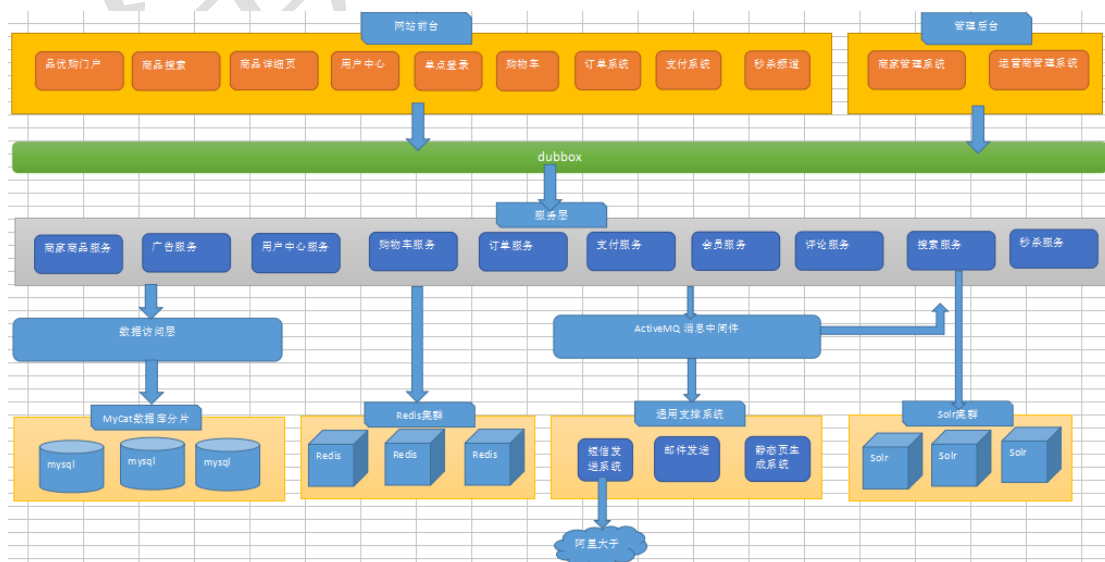 网站前台
管理后台
品优购门户
商品搜索
商品详细页
用户中心
单点登录
购物车
订单系统
支付系统
秒杀频道
商家管理系统
运营商管理系统
dubbox
服务层
商家商品服务
广告服务
用户中心服务
购物车服务
订单服务
支付服务
会员服务
评论服务
搜索服务
秒杀服务
数据访问层
ActiveMQ 消息中间件
MyCat数据库分片
Redis集群
通用支撑系统
Solr集群
mysql
mysql
mysql
Redis
Redis
Redis
短信发
送系统
邮件发送
静态页生
成系统
Solr
Solr
Solr
阿里大于